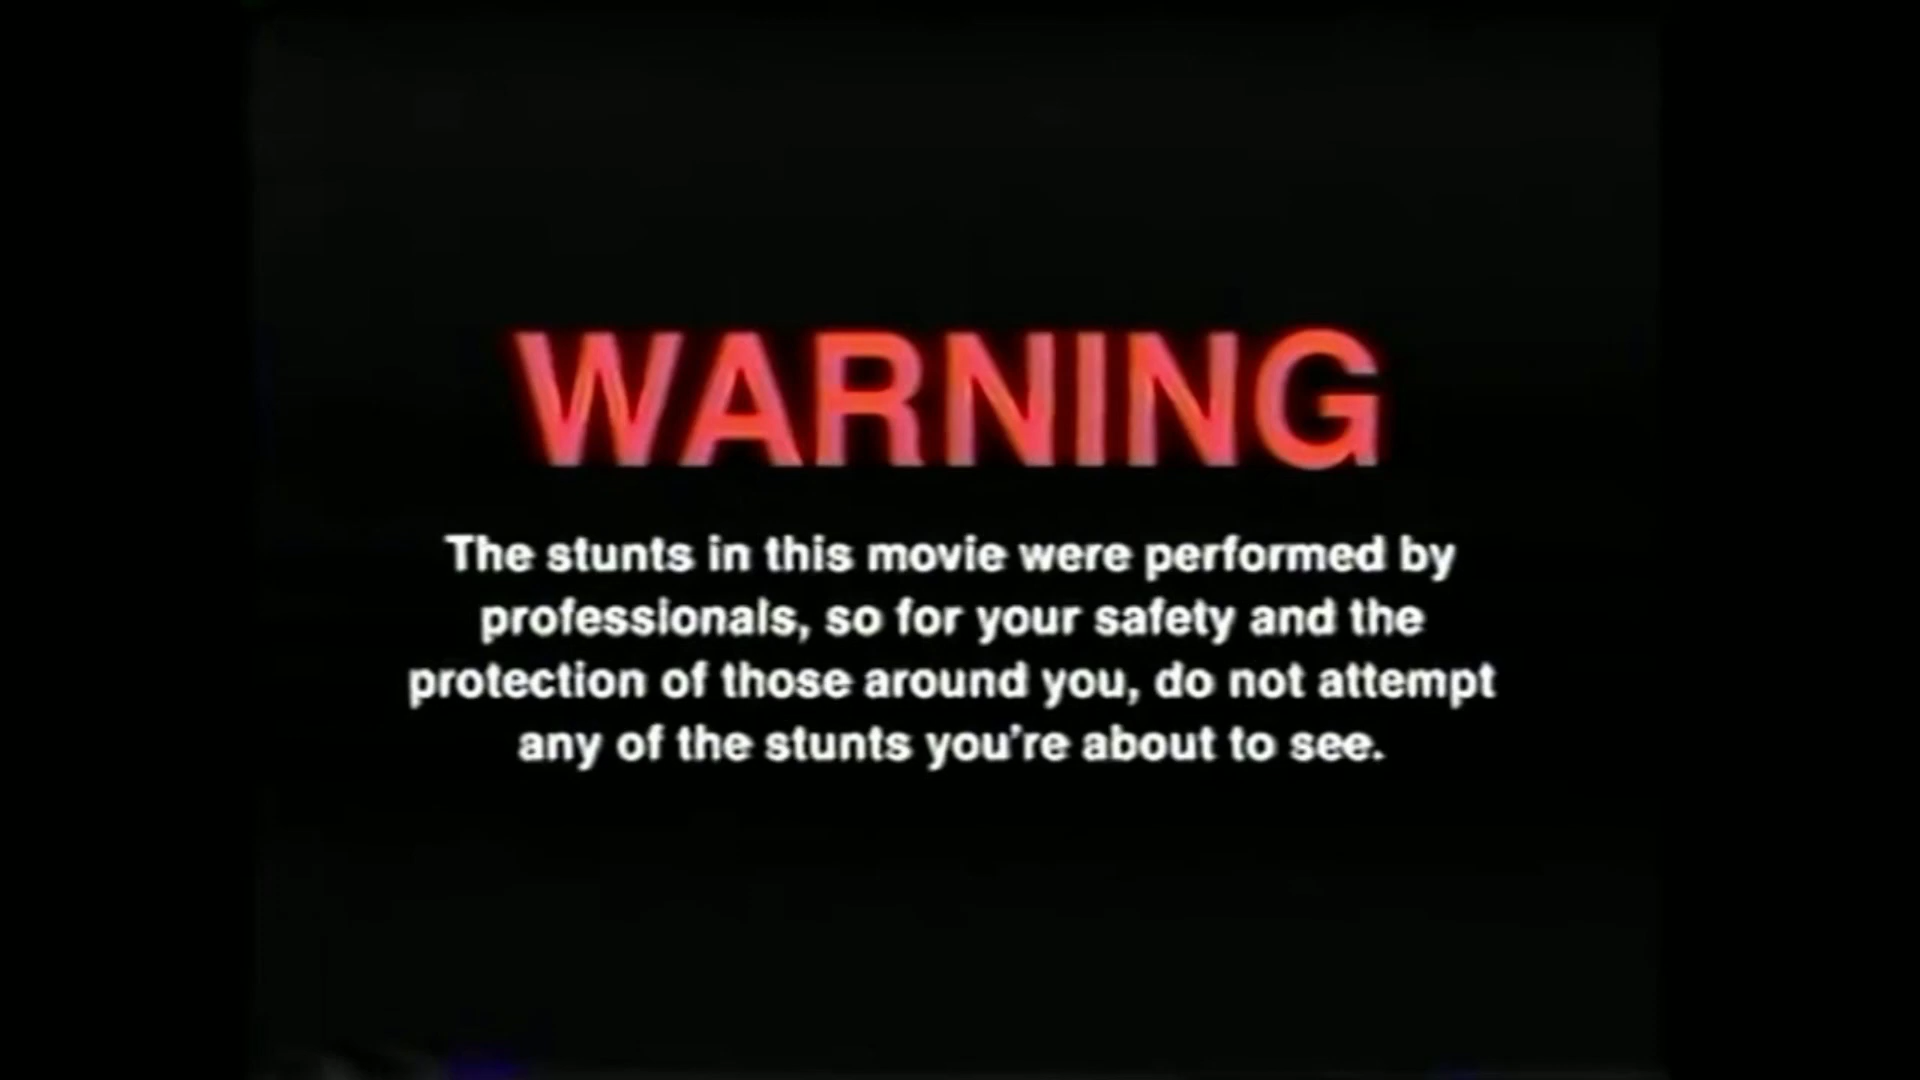 WARNING
The stunts in this movie were performed by
professionals, so for your safety and the
protection of those around you, do not attempt
any of the stunts you're about to see.